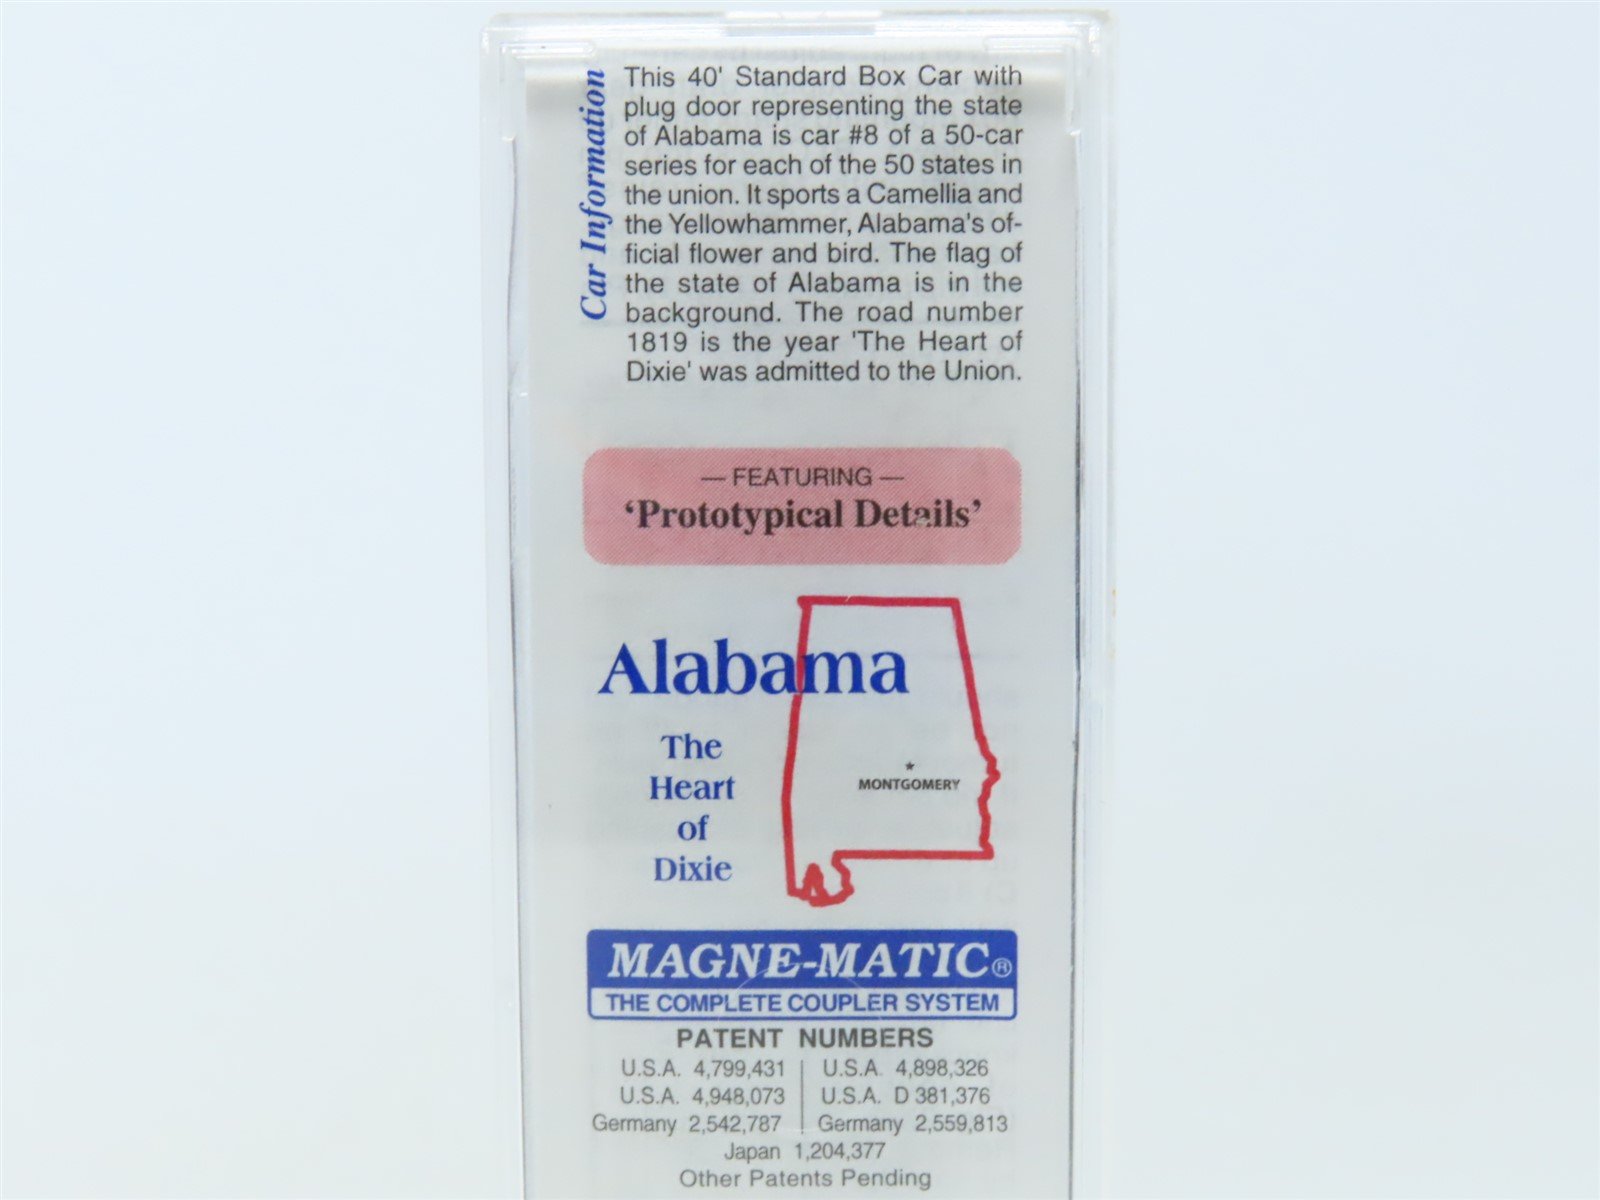 Car Information
This 40' Standard Box Car with
plug door representing the state
of Alabama is car #8 of a 50-car
series for each of the 50 states in
the union. It sports a Camellia and
the Yellowhammer, Alabama's of-
ficial flower and bird. The flag of
the state of Alabama is in the
background. The road number
1819 is the year 'The Heart of
Dixie' was admitted to the Union.
— FEATURING —
‘Prototypical Details’
Alabama
The
Heart
of
Dixie
★
MONTGOMERY
MAGNE-MATIC®
THE COMPLETE COUPLER SYSTEM
PATENT NUMBERS
U.S.A. 4,799,431 | U.S.A. 4,898,326
U.S.A. 4,948,073 | U.S.A. D 381,376
Germany 2,542,787 | Germany 2,559,813
Japan 1,204,377
Other Patents Pending